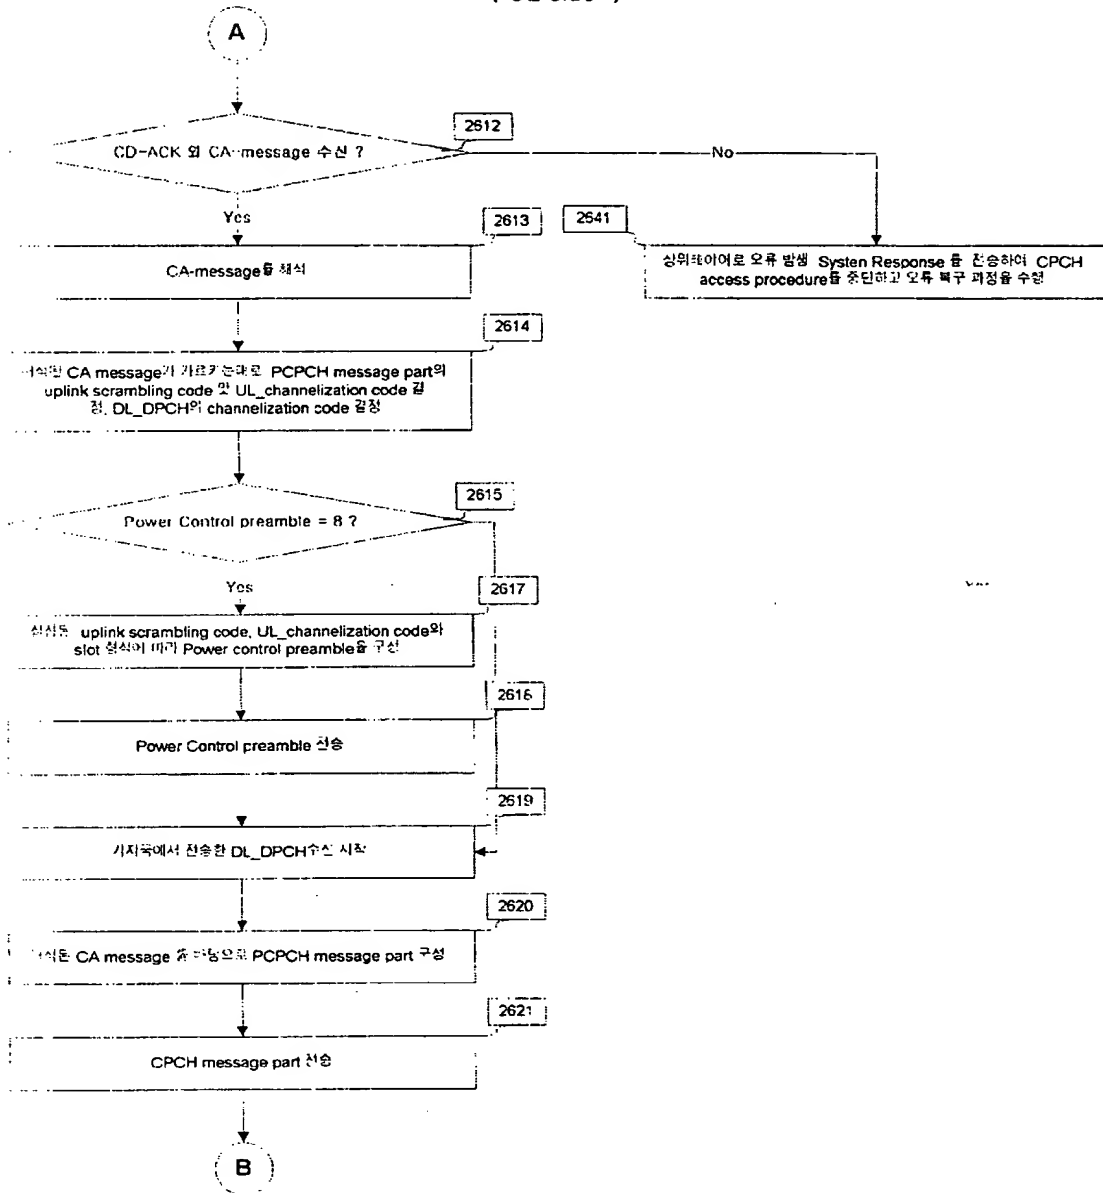 A
2612
CD-ACK 와 CA-message 수신 ?
No
Yes
2613
2641
CA-message를 해석
상위레이어로 오류 발생 System Response 를 전송하여 CPCH
access procedure를 중단하고 오류 복구 과정을 수행
2614
CA message가 가르키는대로 PCPCH message part의
uplink scrambling code 및 UL_channelization code 결
정, DL_DPCH의 channelization code 결정
2615
Power Control preamble = 8 ?
Yes
2617
uplink scrambling code, UL_channelization code와
slot 형식에 따라 Power control preamble을 구성
2618
Power Control preamble 전송
2619
기지국에서 전송한 DL_DPCH수신 시작
2620
CA message 을 바탕으로 PCPCH message part 구성
2621
CPCH message part 전송
B